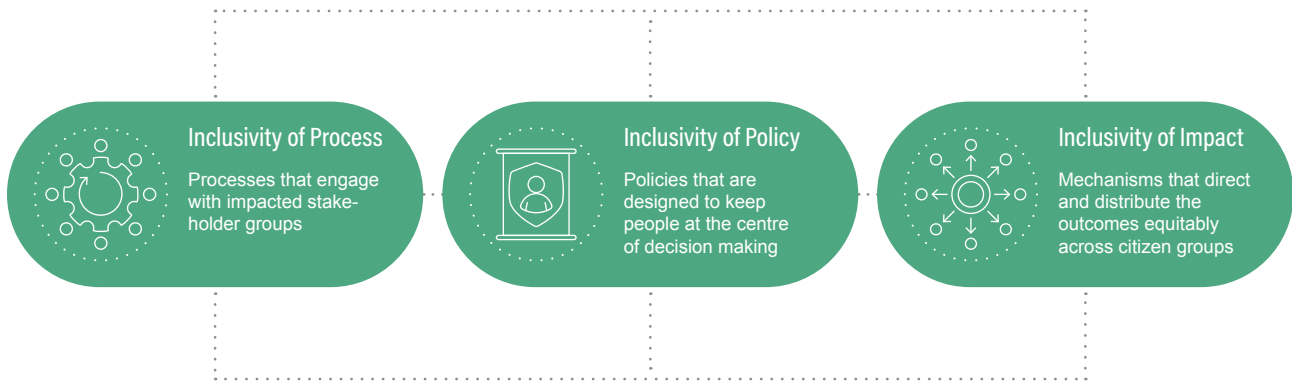 Inclusivity of Process
Processes that engage
with impacted stake-
holder groups
Inclusivity of Policy
Policies that are
designed to keep
people at the centre
of decision making
Inclusivity of Impact
Mechanisms that direct
and distribute the
outcomes equitably
across citizen groups